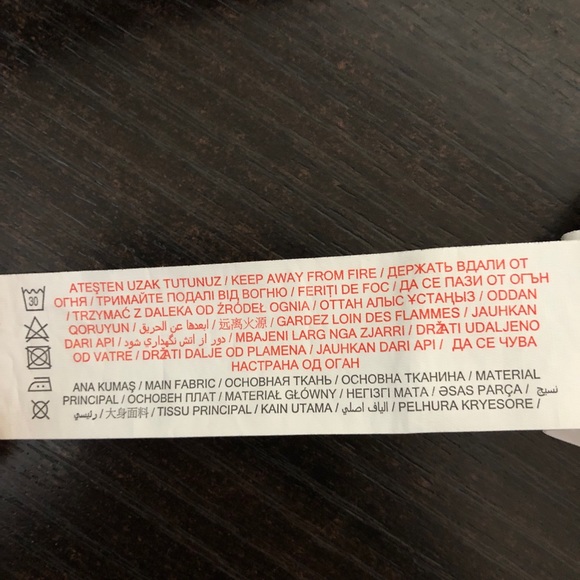 30
ATEŞTEN UZAK TUTUNUZ / KEEP AWAY FROM FIRE / ДЕРЖАТЬ ВДАЛИ ОТ
ОГНЯ / ТРИМАЙТЕ ПОДАЛІ ВІД ВОГНЮ / FERIȚI DE FOC / ДА СЕ ПАЗИ ОТ ОГЪН
/ TRZYMAĆ Z DALEKA OD ŹRÓDEŁ OGNIA / ОТТАН АЛЫС ҰСТАҢЫЗ / ODDAN
QORUYUN / ابعدها عن الحريق / 远离火源 / GARDEZ LOIN DES FLAMMES / JAUHKAN
DARI API / دور از آتش نگهداری شود / MBAJENI LARG NGA ZJARRI / DRŽATI UDALJENO
OD VATRE / DRŽATI DALJE OD PLAMENA / JAUHKAN DARI API / ДА СЕ ЧУВА
НАСТРАНА ОД ОГАН
ANA KUMAŞ / MAIN FABRIC / ОСНОВНАЯ ТКАНЬ / ОСНОВНА ТКАНИНА / MATERIAL
PRINCIPAL / ОСНОВЕН ПЛАТ / MATERIAŁ GŁÓWNY / НЕГІЗГІ МАТА / ƏSAS PARÇA / نسيج
رئيسي / 大身面料 / TISSU PRINCIPAL / KAIN UTAMA / الیاف اصلی / PELHURA KRYESORE /